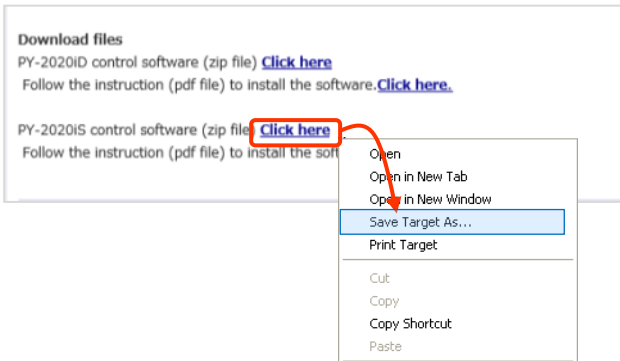 Download files
PY-2020iD control software (zip file) Click here
Follow the instruction (pdf file) to install the software.Click here.
PY-2020iS control software (zip file) Click here
Follow the instruction (pdf file) to install the soft
Open
Open in New Tab
Open in New Window
Save Target As...
Print Target
Cut
Copy
Copy Shortcut
Paste